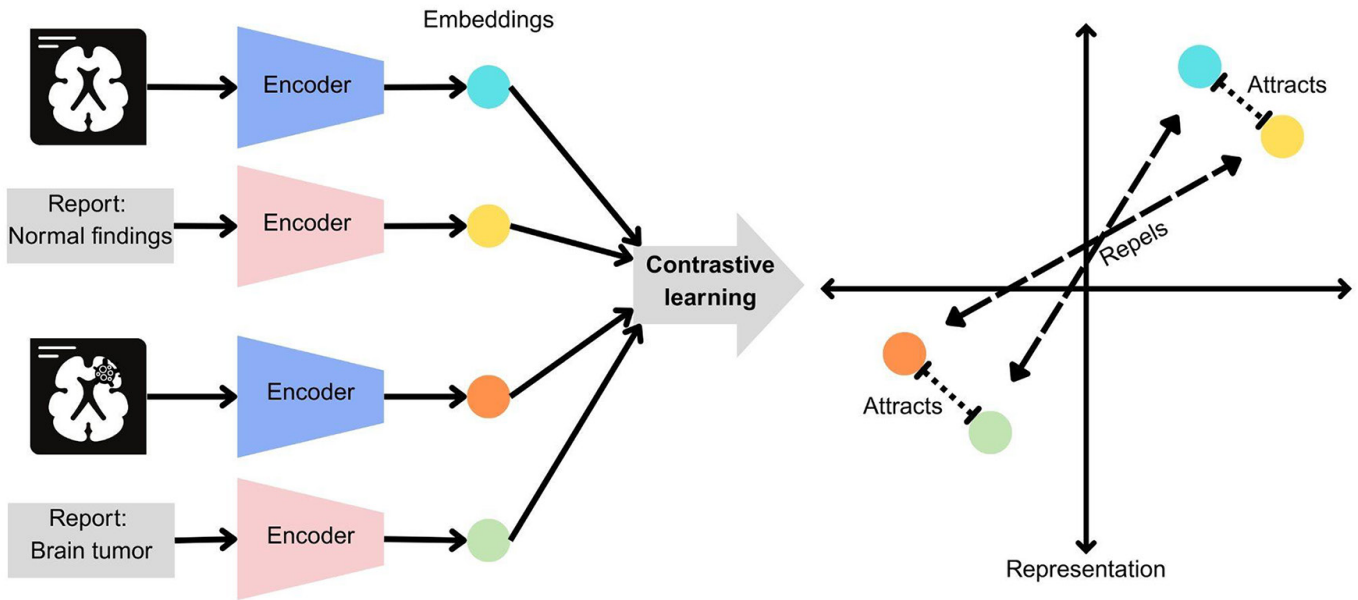 Embeddings
Encoder
Report:
Normal findings
Encoder
Encoder
Report:
Brain tumor
Encoder
Contrastive
learning
Attracts
Repels
Attracts
Representation